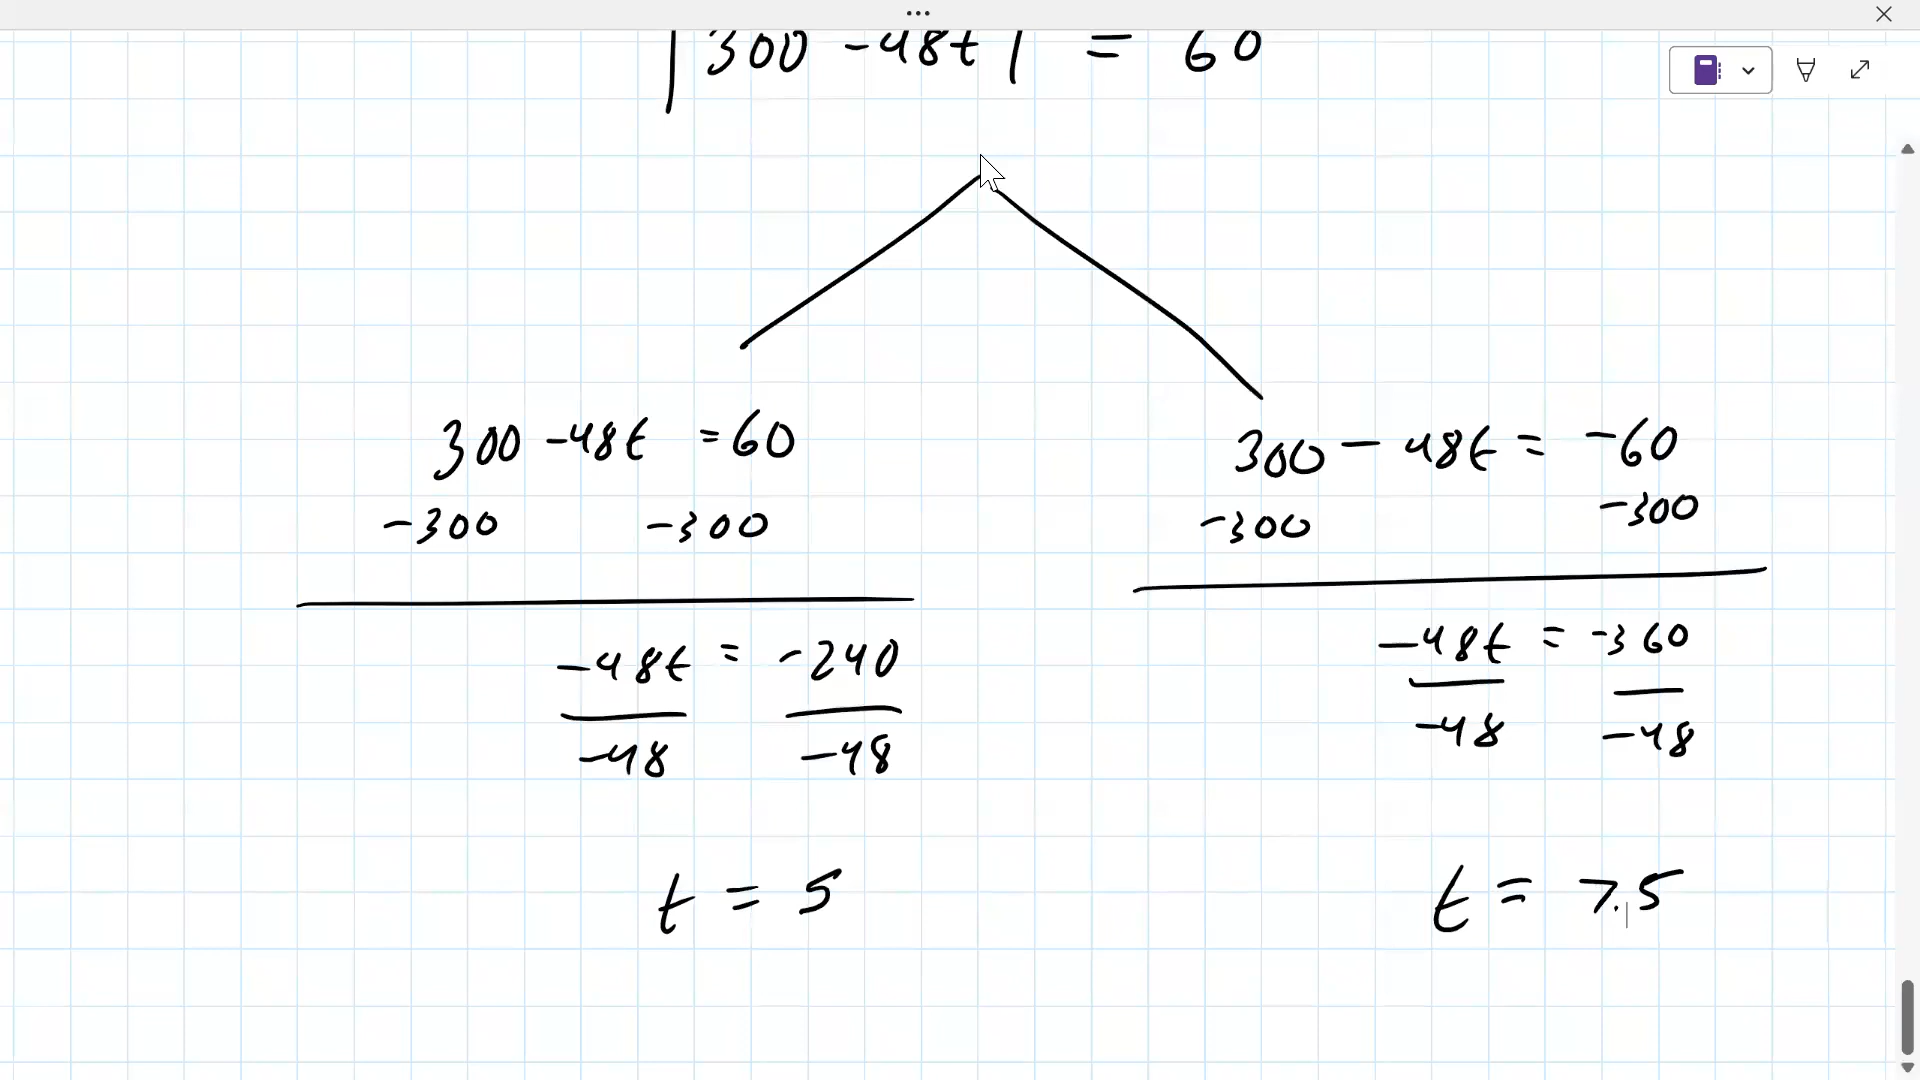 |300 -48t| = 60
300 -48t = 60
-300 -300
-48t = -240
-48 -48
t = 5
300 - 48t = -60
-300 -300
-48t = -360
-48 -48
t = 7.5